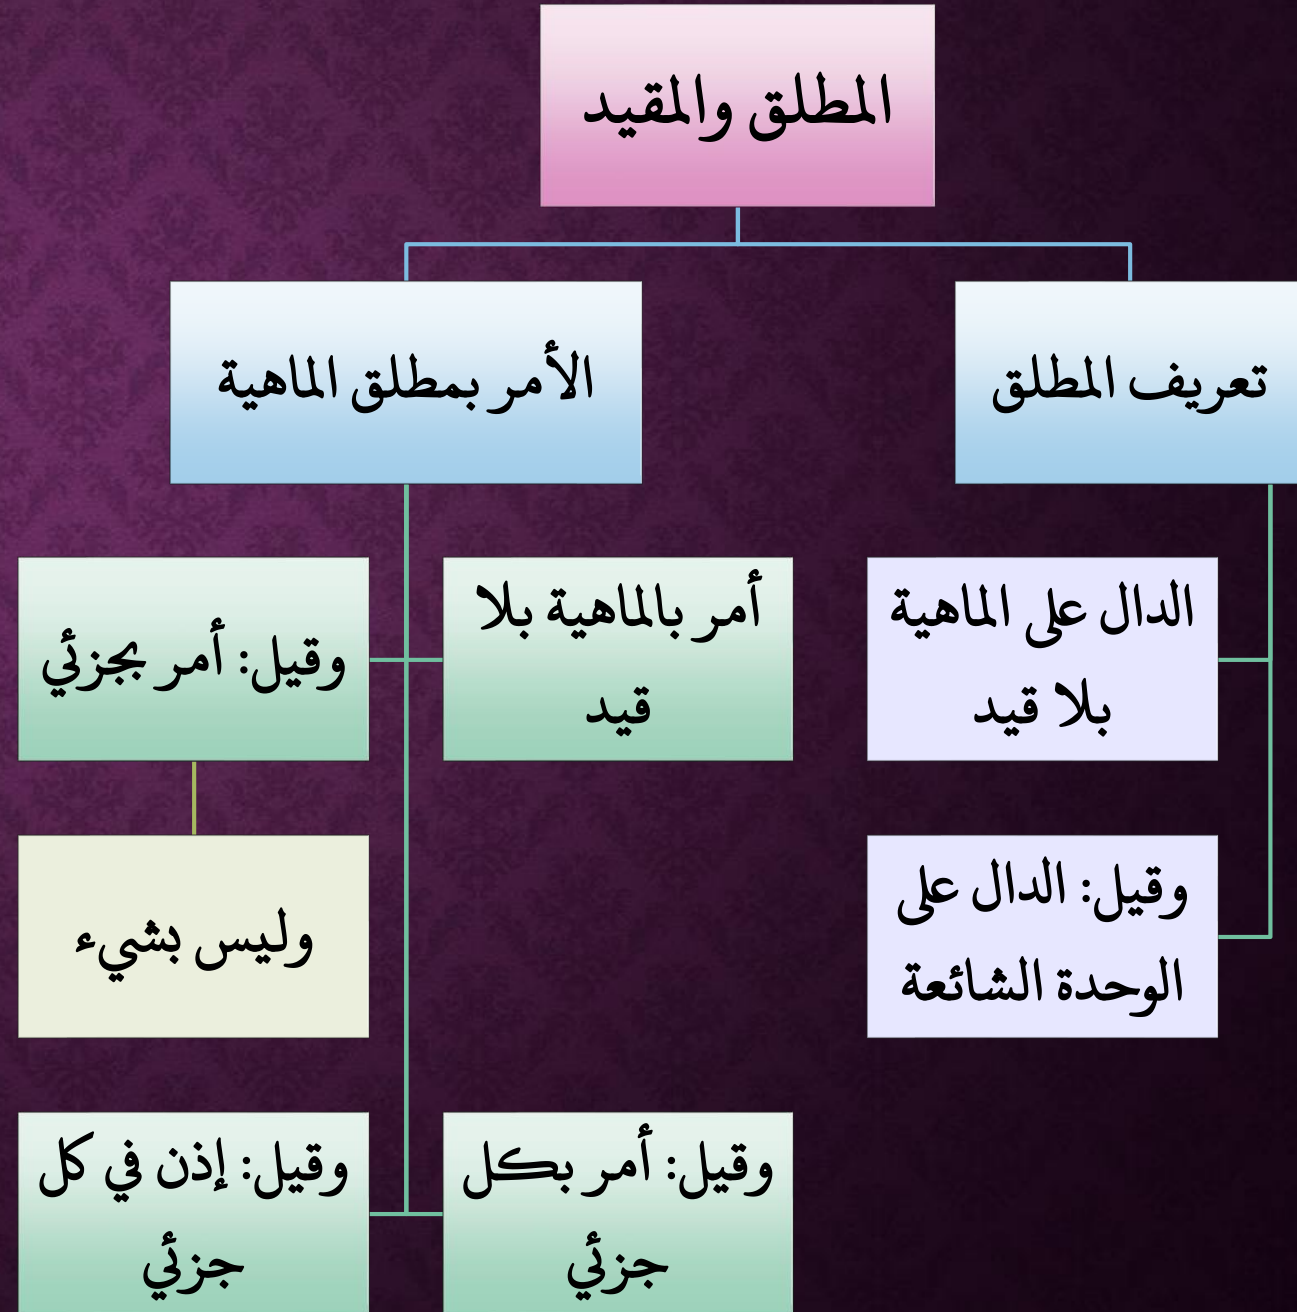 المطلق والمقيد
تعريف المطلق
الدال على الماهية
بلا قيد
وقيل: الدال على
الوحدة الشائعة
الأمر بمطلق الماهية
أمر بالماهية بلا
قيد
وقيل: أمر بجزئي
وليس بشيء
وقيل: أمر بكل
جزئي
وقيل: إذن في كل
جزئي